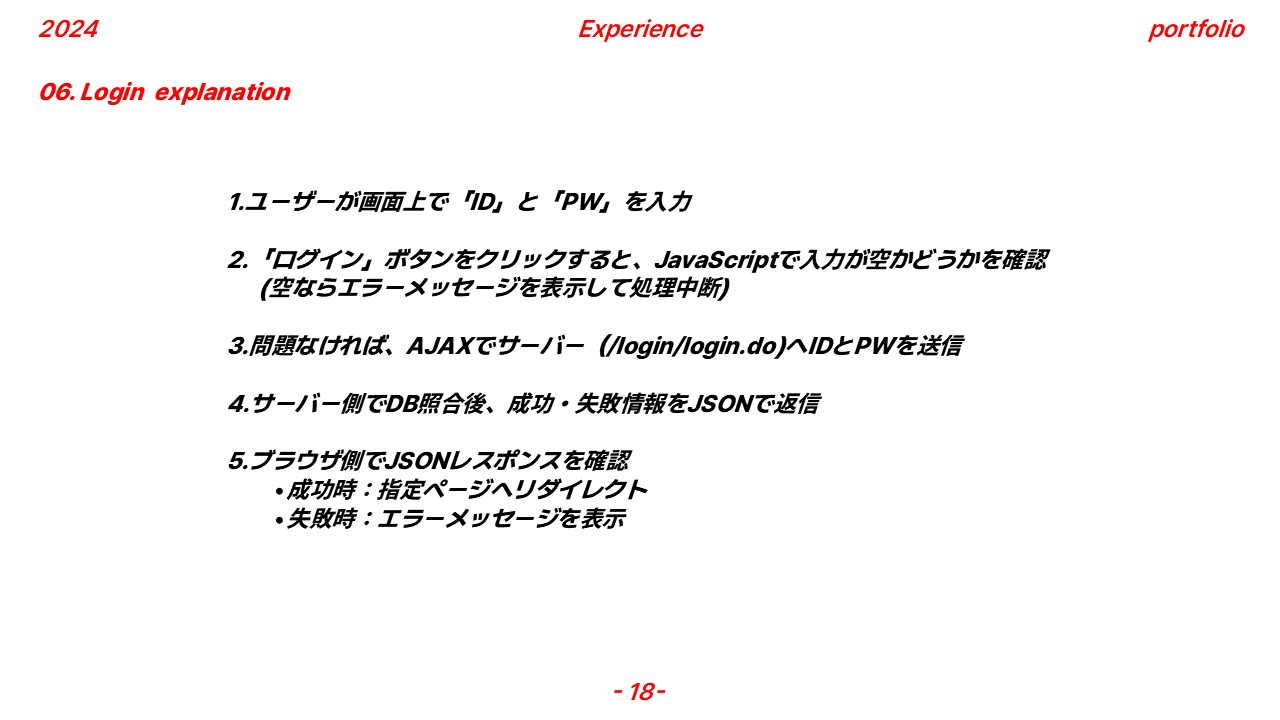 2024 Experience portfolio
06. Login explanation
1.ユーザーが画面上で「ID」と「PW」を入力
2.「ログイン」ボタンをクリックすると、JavaScriptで入力が空かどうかを確認
(空ならエラーメッセージを表示して処理中断)
3.問題なければ、AJAXでサーバー（/login/login.do)へIDとPWを送信
4.サーバー側でDB照合後、成功・失敗情報をJSONで返信
5.ブラウザ側でJSONレスポンスを確認
• 成功時：指定ページへリダイレクト
• 失敗時：エラーメッセージを表示
- 18-